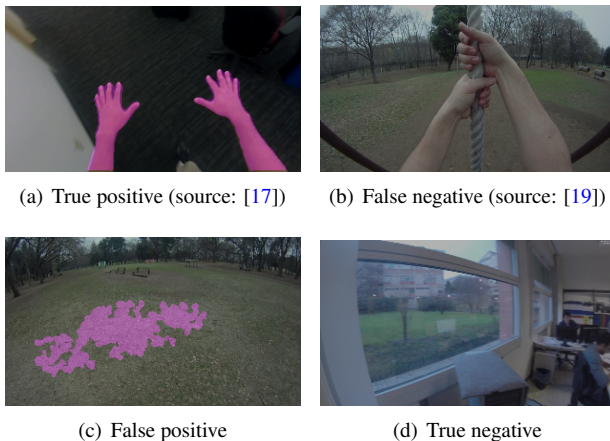 (a) True positive (source: [17])
(b) False negative (source: [19])
(c) False positive
(d) True negative